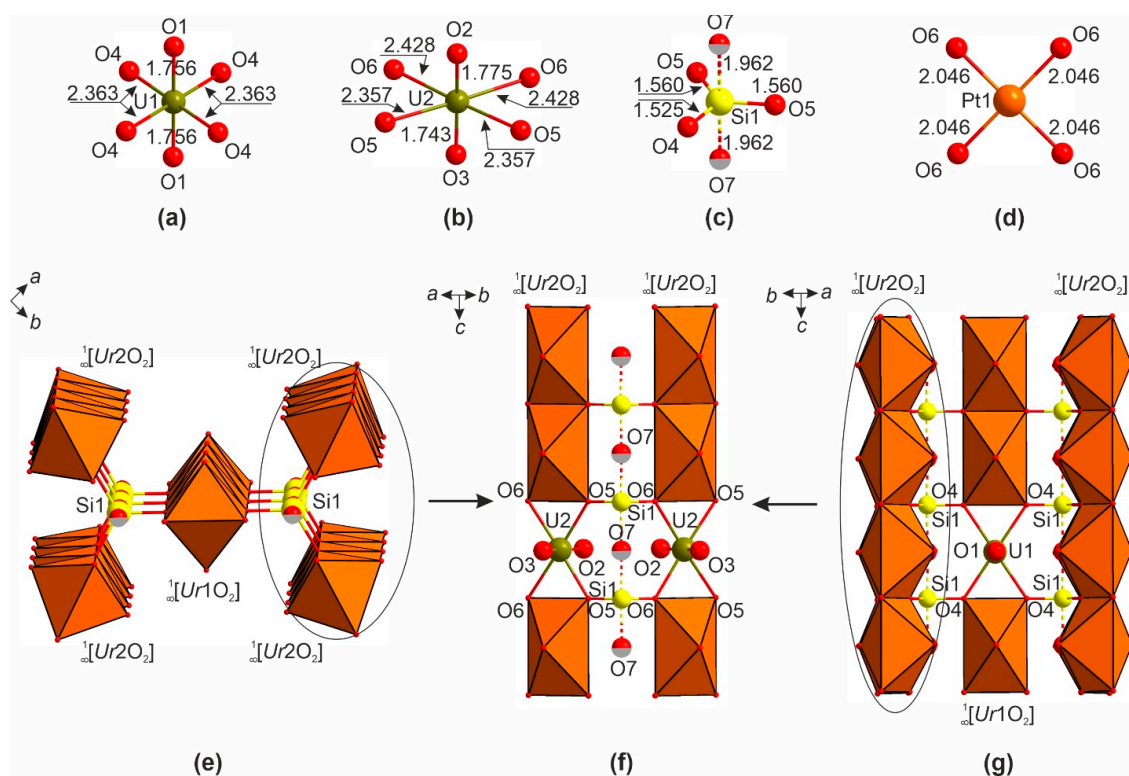 O1
O4
O4
1.756
2.363
U1
2.363
1.756
O4
O4
O1
(a)
2.428
O2
O6
1.775
O6
2.357
U2
2.428
O5
1.743
O5
2.357
O3
(b)
O7
1.962
O5
1.560
1.560
1.525
Si1
O5
O4
1.962
O7
(c)
O6
O6
2.046
2.046
Pt1
2.046
2.046
O6
O6
(d)
a
b
1∞[Ur2O2]
1∞[Ur2O2]
Si1
Si1
1∞[Ur1O2]
1∞[Ur2O2]
1∞[Ur2O2]
(e)
1∞[Ur2O2]
1∞[Ur2O2]
a
b
c
O7
O6
O5
O6
O5
Si1
U2
U2
O7
O3
O2
O2
O3
Si1
O6
O5
O6
O5
O7
(f)
1∞[Ur2O2]
1∞[Ur2O2]
b
a
c
O4
O4
Si1
Si1
O1
U1
Si1
Si1
O4
O4
1∞[Ur1O2]
(g)